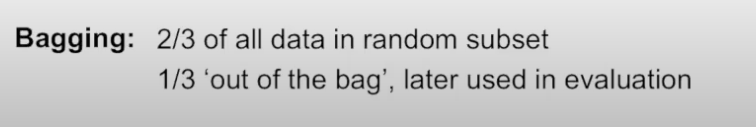 Bagging: 2/3 of all data in random subset
1/3 ‘out of the bag’, later used in evaluation